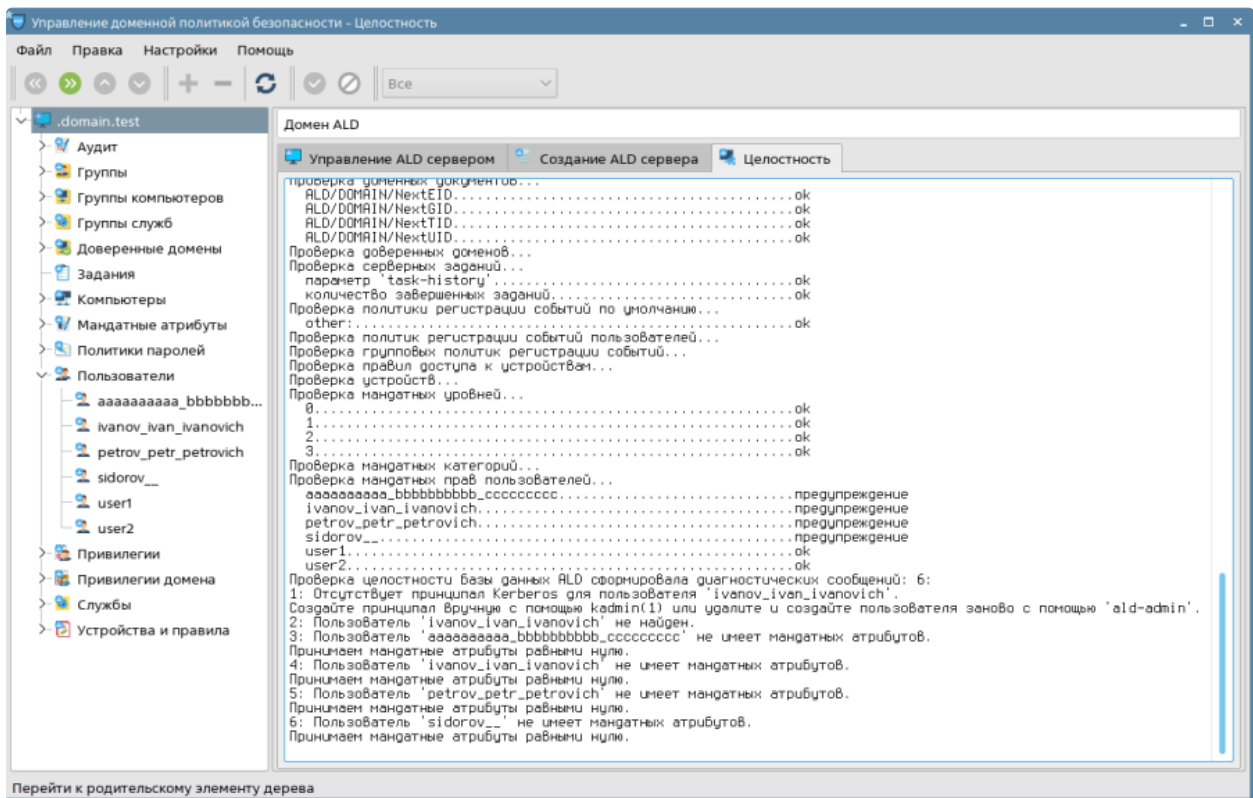 Управление доменной политикой безопасности - Целостность
Файл Правка Настройки Помощь
Все
.domain.test
Аудит
Группы
Группы компьютеров
Группы служб
Доверенные домены
Задания
Компьютеры
Мандатные атрибуты
Политики паролей
Пользователи
aaaaaaaaaa_bbbbbbb...
ivanov_ivan_ivanovich
petrov_petr_petrovich
sidorov__
user1
user2
Привилегии
Привилегии домена
Службы
Устройства и правила
Домен ALD
Управление ALD сервером Создание ALD сервера Целостность
Проверка доменных документов...
ALD/DOMAIN/NextEID..........................................ok
ALD/DOMAIN/NextGID..........................................ok
ALD/DOMAIN/NextTID..........................................ok
ALD/DOMAIN/NextUID..........................................ok
Проверка доверенных доменов...
Проверка серверных заданий...
параметр 'task-history'.....................................ok
количество завершенных заданий..............................ok
Проверка политики регистрации событий по умолчанию...
other:......................................................ok
Проверка политик регистрации событий пользователей...
Проверка групповых политик регистрации событий...
Проверка правил доступа к устройствам...
Проверка устройств...
Проверка мандатных уровней...
0...........................................................ok
1...........................................................ok
2...........................................................ok
3...........................................................ok
Проверка мандатных категорий...
Проверка мандатных прав пользователей...
aaaaaaaaaa_bbbbbbbbbb_ccccccccc.............................предупреждение
ivanov_ivan_ivanovich.......................................предупреждение
petrov_petr_petrovich.......................................предупреждение
sidorov__...................................................предупреждение
user1.......................................................ok
user2.......................................................ok
Проверка целостности базы данных ALD сформировала диагностических сообщений: 6:
1: Отсутствует принципал Kerberos для пользователя 'ivanov_ivan_ivanovich'.
Создайте принципал вручную с помощью kadmin(1) или удалите и создайте пользователя заново с помощью 'ald-admin'.
2: Пользователь 'ivanov_ivan_ivanovich' не найден.
3: Пользователь 'aaaaaaaaaa_bbbbbbbbbb_ccccccccc' не имеет мандатных атрибутов.
Принимаем мандатные атрибуты равными нулю.
4: Пользователь 'ivanov_ivan_ivanovich' не имеет мандатных атрибутов.
Принимаем мандатные атрибуты равными нулю.
5: Пользователь 'petrov_petr_petrovich' не имеет мандатных атрибутов.
Принимаем мандатные атрибуты равными нулю.
6: Пользователь 'sidorov__' не имеет мандатных атрибутов.
Принимаем мандатные атрибуты равными нулю.
Перейти к родительскому элементу дерева